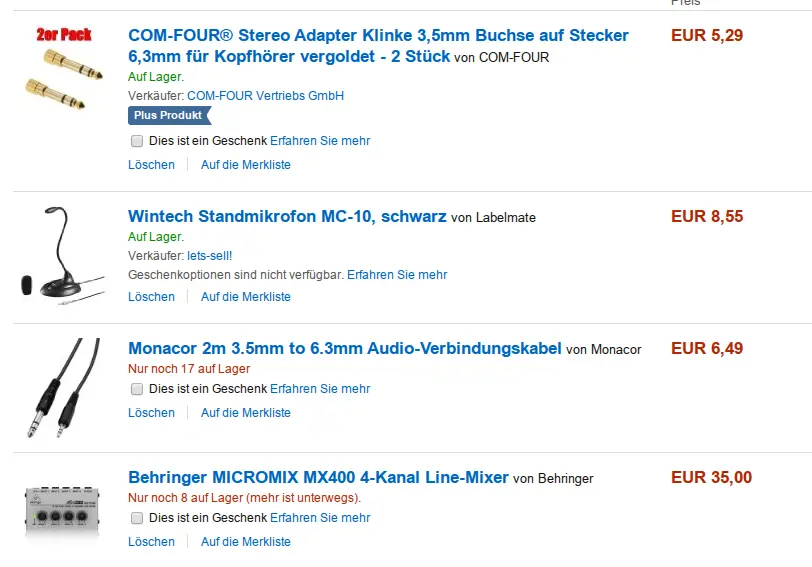 Preis
2er Pack
COM-FOUR® Stereo Adapter Klinke 3,5mm Buchse auf Stecker
6,3mm für Kopfhörer vergoldet - 2 Stück von COM-FOUR
EUR 5,29
Auf Lager.
Verkäufer: COM-FOUR Vertriebs GmbH
Plus Produkt
Dies ist ein Geschenk Erfahren Sie mehr
Löschen Auf die Merkliste
Wintech Standmikrofon MC-10, schwarz von Labelmate
EUR 8,55
Auf Lager.
Verkäufer: lets-sell!
Geschenkoptionen sind nicht verfügbar. Erfahren Sie mehr
Löschen Auf die Merkliste
Monacor 2m 3.5mm to 6.3mm Audio-Verbindungskabel von Monacor
EUR 6,49
Nur noch 17 auf Lager
Dies ist ein Geschenk Erfahren Sie mehr
Löschen Auf die Merkliste
Behringer MICROMIX MX400 4-Kanal Line-Mixer von Behringer
EUR 35,00
Nur noch 8 auf Lager (mehr ist unterwegs).
Dies ist ein Geschenk Erfahren Sie mehr
Löschen Auf die Merkliste